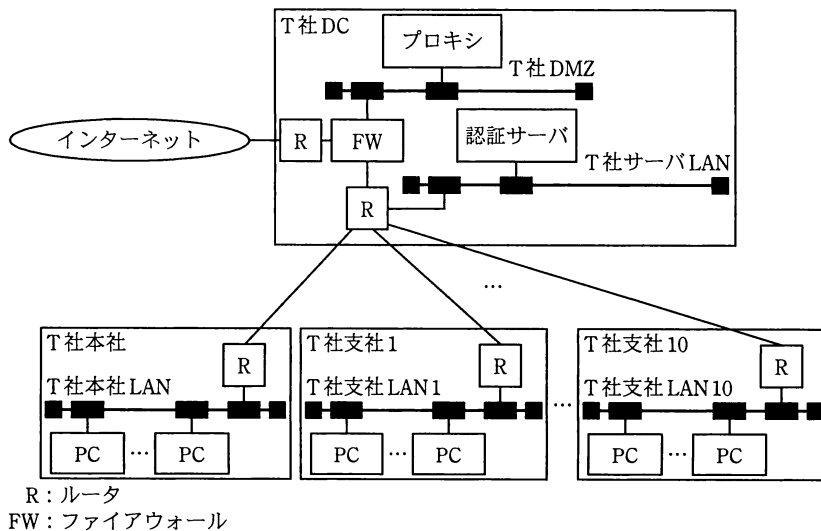 T社DC
プロキシ
T社DMZ
インターネット
R
FW
認証サーバ
T社サーバLAN
R
…
T社本社
R
T社本社LAN
PC
…
PC
T社支社1
R
T社支社LAN1
PC
…
PC
…
T社支社10
R
T社支社LAN10
PC
…
PC
R:ルータ
FW:ファイアウォール